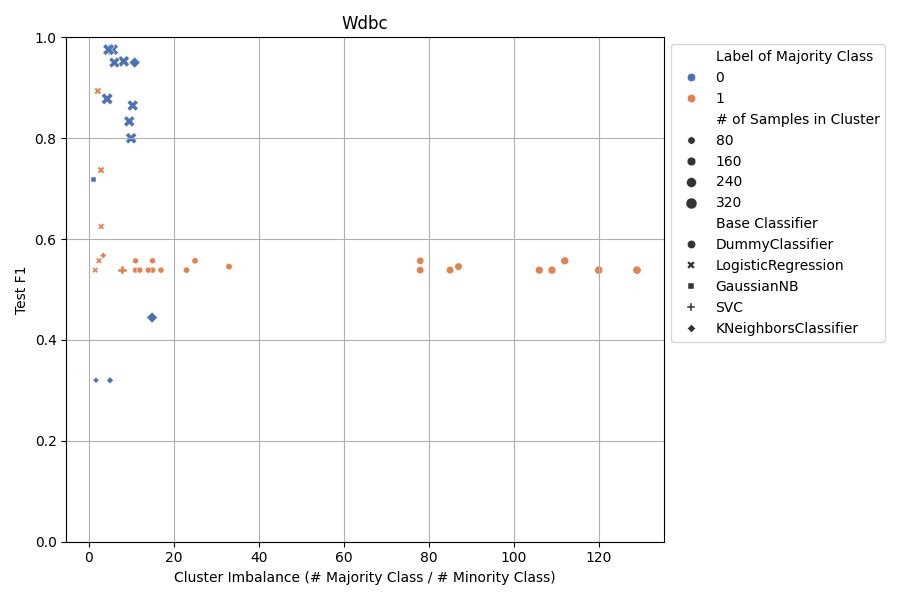 Wdbc
Test F1
1.0
0.8
0.6
0.4
0.2
0.0
0 20 40 60 80 100 120
Cluster Imbalance (# Majority Class / # Minority Class)
Label of Majority Class
0
1
# of Samples in Cluster
80
160
240
320
Base Classifier
DummyClassifier
LogisticRegression
GaussianNB
SVC
KNeighborsClassifier